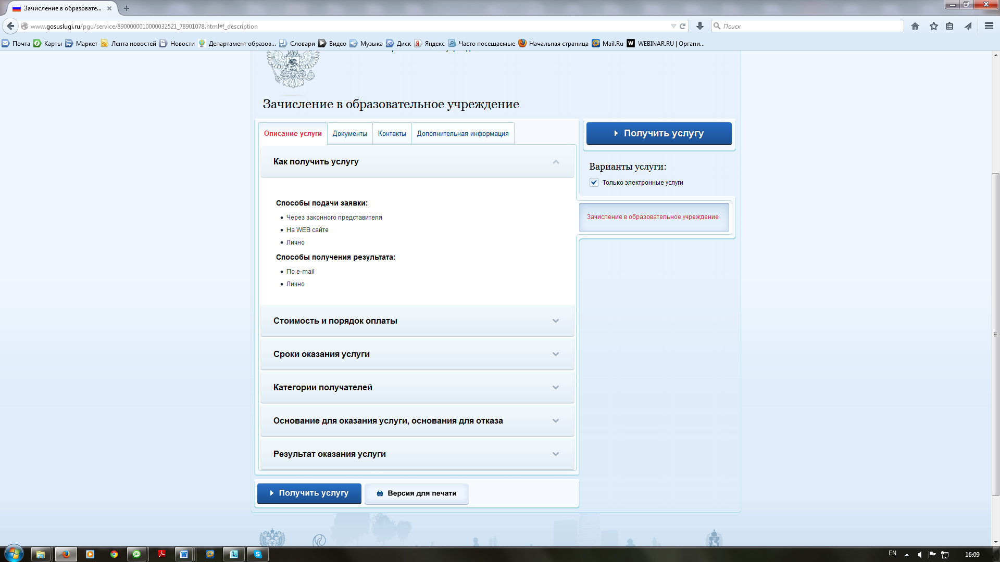 Зачисление в образовате...
www.gosuslugi.ru/pgu/service/8900000010000032521_78901078.html#!_description
Поиск
Почта Карты Маркет Лента новостей Новости Департамент образов... Словари Видео Музыка Диск Яндекс Часто посещаемые Начальная страница Mail.Ru WEBINAR.RU | Органи...
Зачисление в образовательное учреждение
Описание услуги Документы Контакты Дополнительная информация
Получить услугу
Как получить услугу
Варианты услуги:
Только электронные услуги
Способы подачи заявки:
Через законного представителя
На WEB сайте
Лично
Зачисление в образовательное учреждение
Способы получения результата:
По e-mail
Лично
Стоимость и порядок оплаты
Сроки оказания услуги
Категории получателей
Основание для оказания услуги, основания для отказа
Результат оказания услуги
Получить услугу Версия для печати
EN 16:09